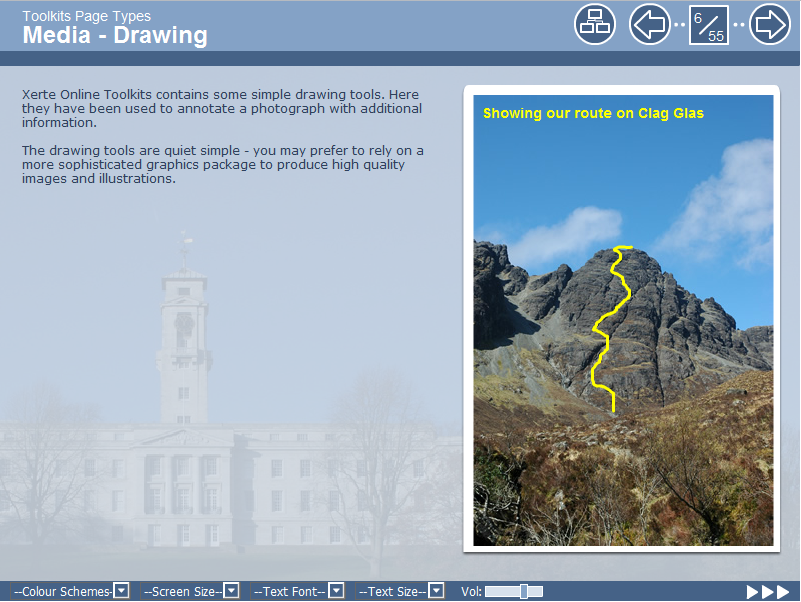 Toolkits Page Types
Media - Drawing
6/55
Xerte Online Toolkits contains some simple drawing tools. Here
they have been used to annotate a photograph with additional
information.
The drawing tools are quiet simple - you may prefer to rely on a
more sophisticated graphics package to produce high quality
images and illustrations.
Showing our route on Clag Glas
--Colour Schemes- --Screen Size-- --Text Font-- --Text Size-- Vol: